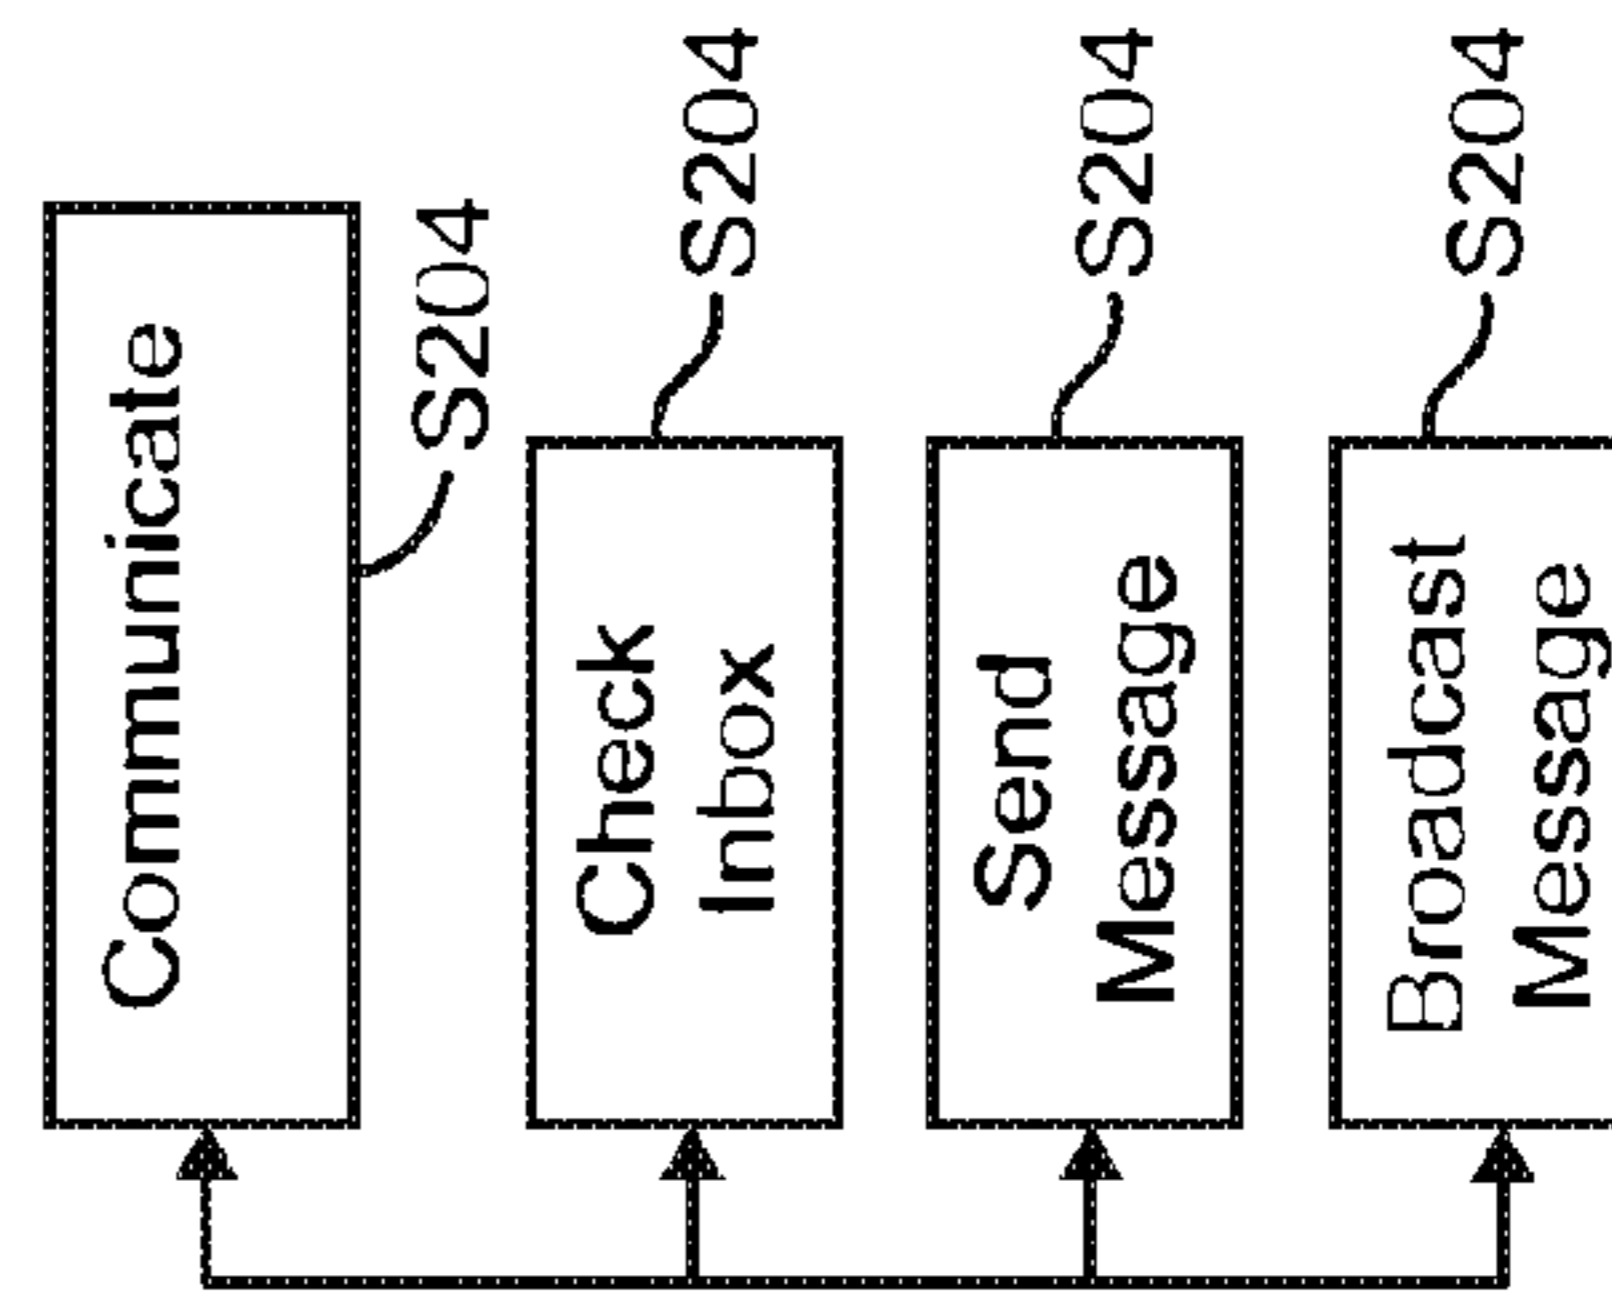 Communicate
S204
Check
Inbox
S204
Send
Message
S204
Broadcast
Message
S204